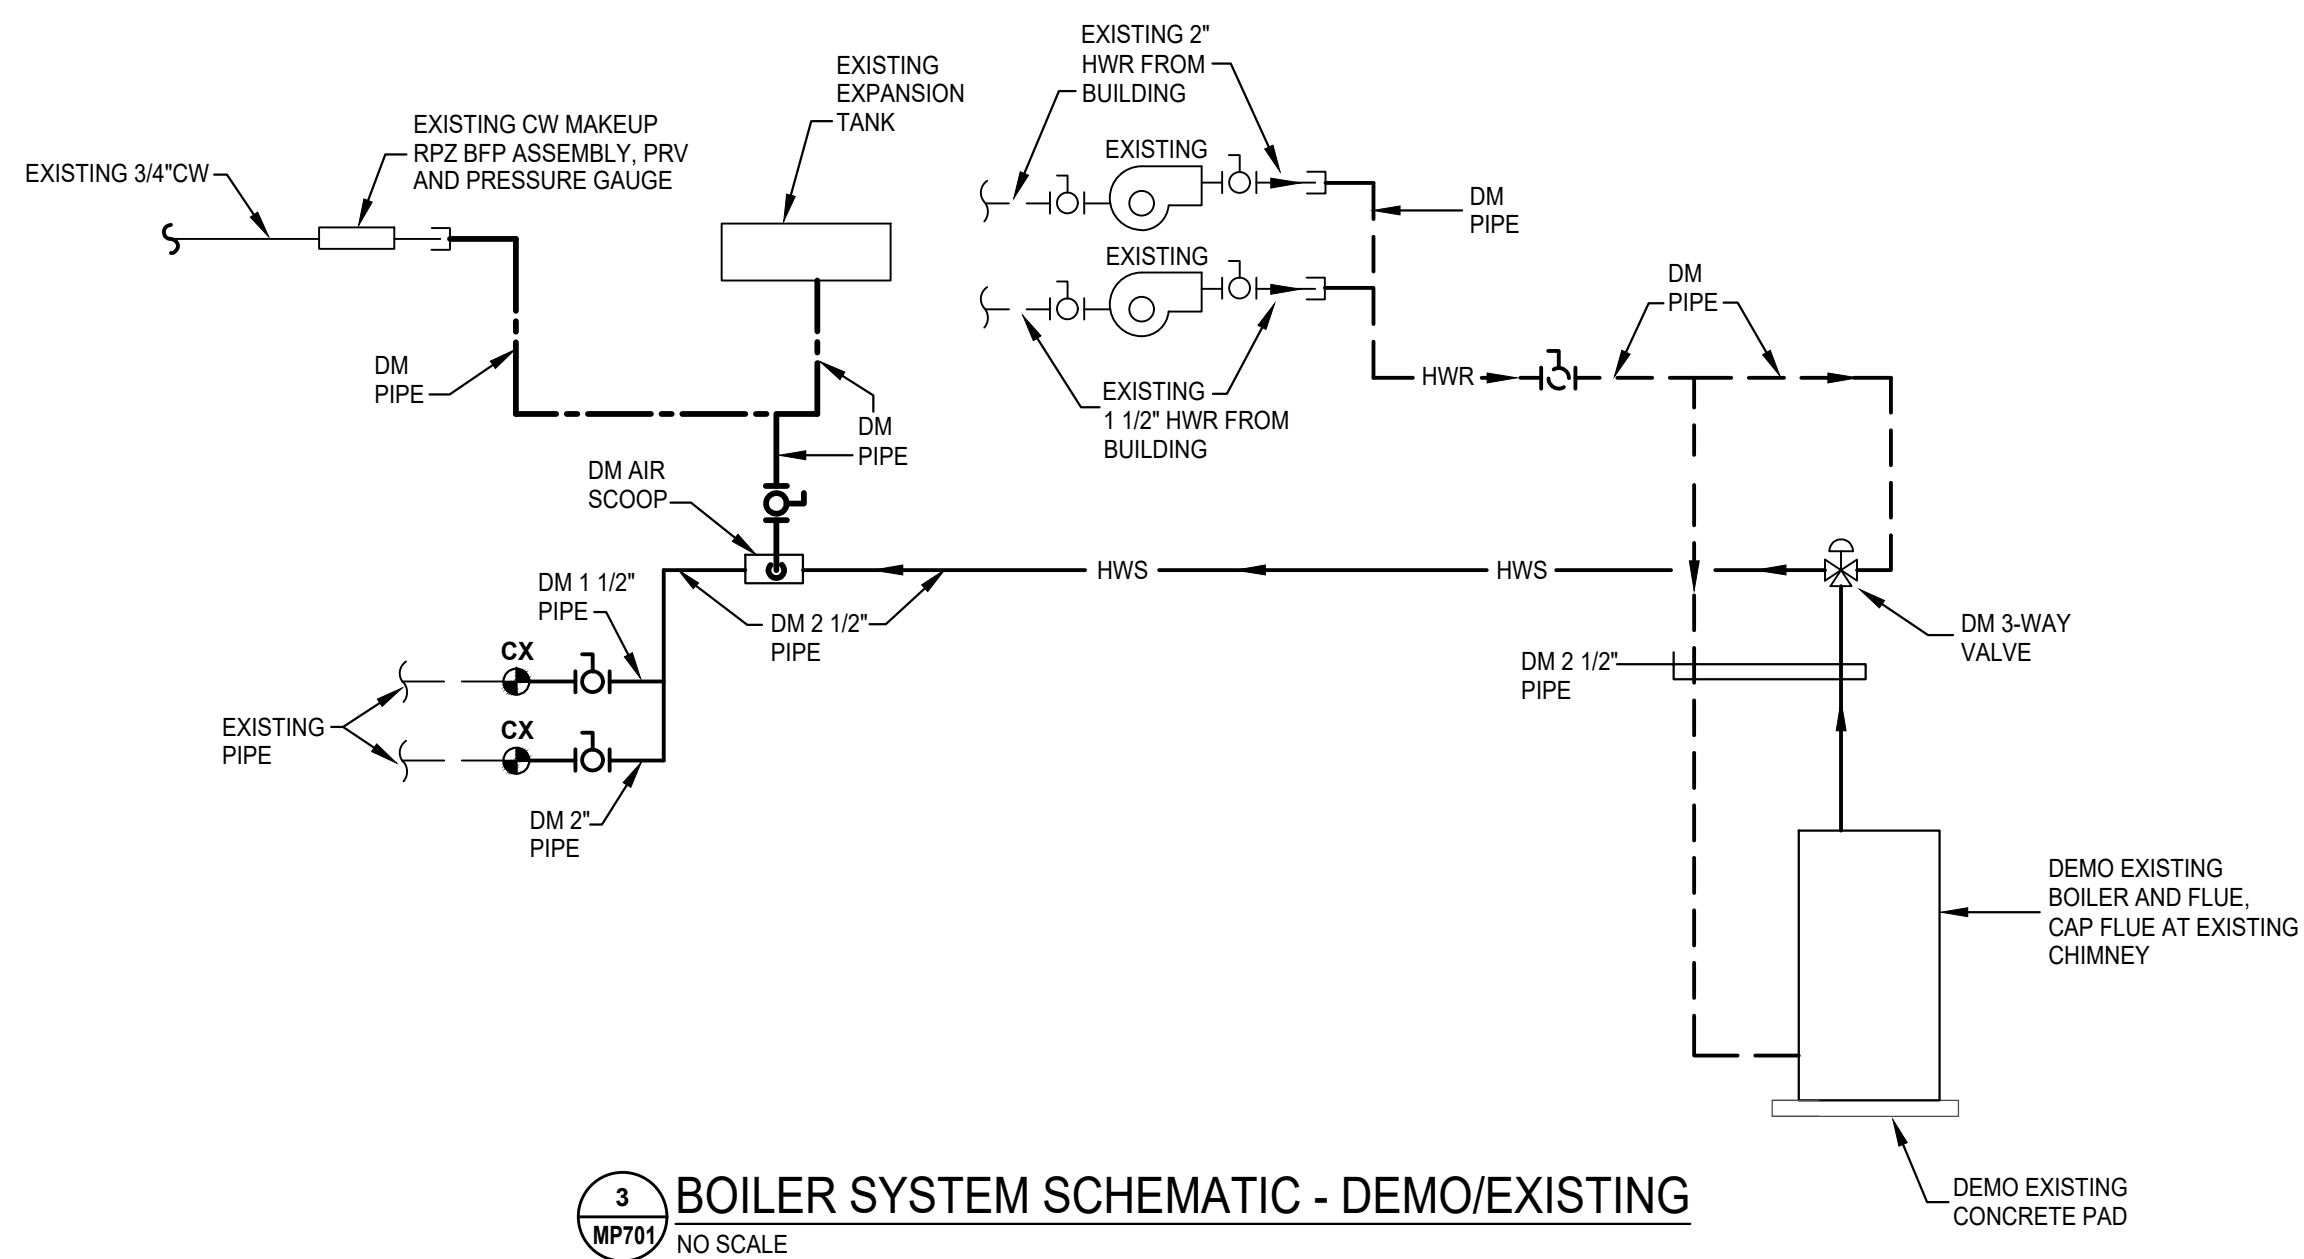 EXISTING 2"
HWR FROM
BUILDING
EXISTING
EXPANSION
TANK
EXISTING CW MAKEUP
RPZ BFP ASSEMBLY, PRV
AND PRESSURE GAUGE
EXISTING 3/4"CW
EXISTING
DM
PIPE
EXISTING
DM
PIPE
DM
PIPE
HWR
EXISTING
1 1/2" HWR FROM
BUILDING
DM
PIPE
DM AIR
SCOOP
HWS
HWS
DM 1 1/2"
PIPE
DM 2 1/2"
PIPE
DM 3-WAY
VALVE
CX
DM 2 1/2"
PIPE
EXISTING
PIPE
CX
DM 2"
PIPE
DEMO EXISTING
BOILER AND FLUE,
CAP FLUE AT EXISTING
CHIMNEY
DEMO EXISTING
CONCRETE PAD
3
MP701
BOILER SYSTEM SCHEMATIC - DEMO/EXISTING
NO SCALE